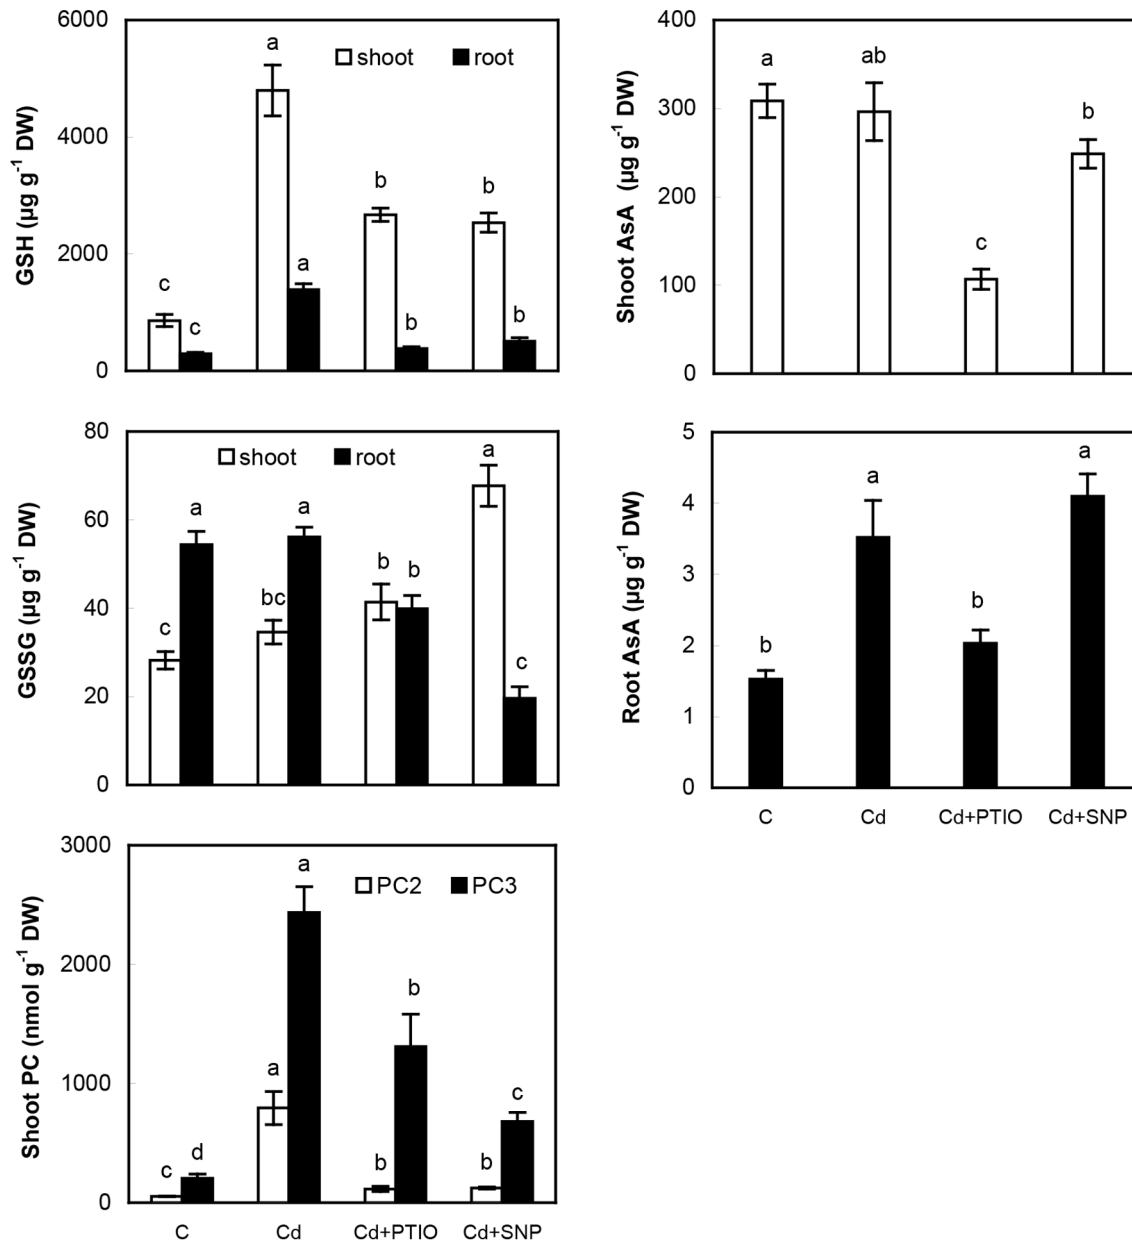 GSH (µg g⁻¹ DW)
6000
4000
2000
0
shoot root
a
b b
c
a
c b b
Shoot AsA (µg g⁻¹ DW)
400
300
200
100
0
a ab
b
c
GSSG (µg g⁻¹ DW)
80
60
40
20
0
shoot root
a
a a
bc b b
c
c
Root AsA (µg g⁻¹ DW)
5
4
3
2
1
0
a a
b
b
C Cd Cd+PTIO Cd+SNP
Shoot PC (nmol g⁻¹ DW)
3000
2000
1000
0
PC2 PC3
a
b
a
c
c d b b
C Cd Cd+PTIO Cd+SNP